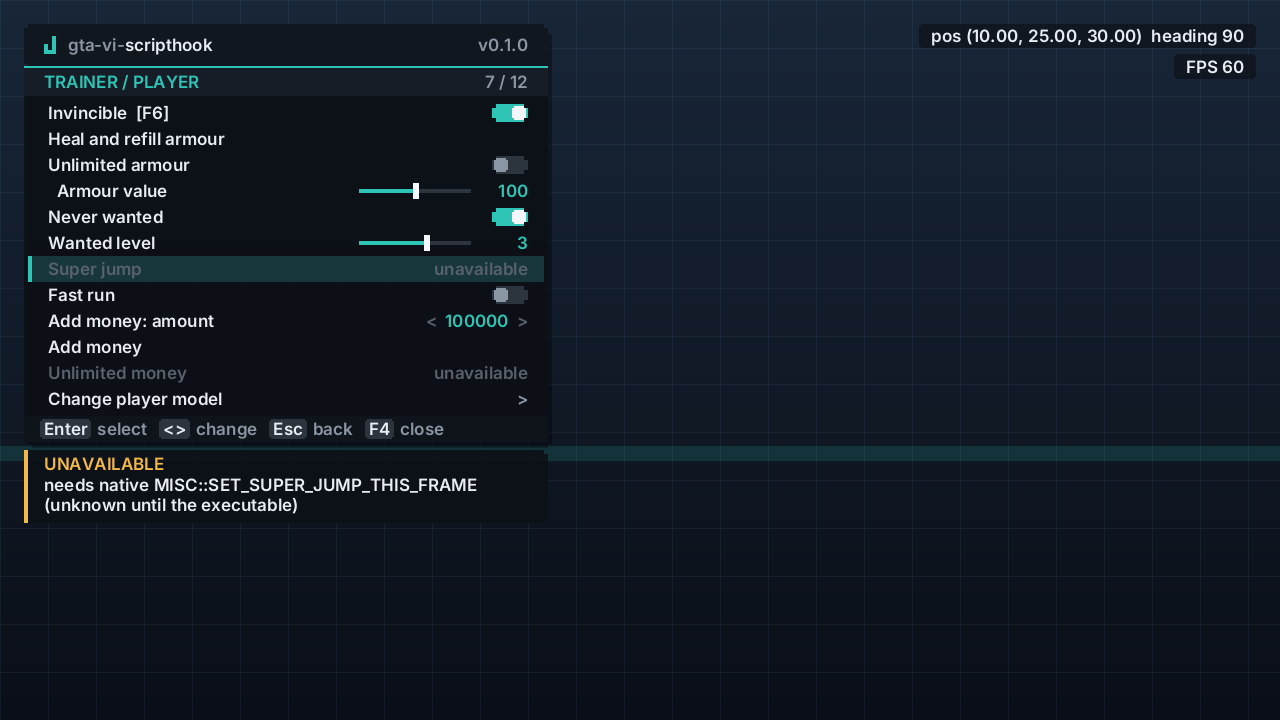 gta-vi-scripthook v0.1.0
TRAINER / PLAYER 7 / 12
Invincible [F6]
Heal and refill armour
Unlimited armour
Armour value 100
Never wanted
Wanted level 3
Super jump unavailable
Fast run
Add money: amount < 100000 >
Add money
Unlimited money unavailable
Change player model >
Enter select <> change Esc back F4 close
UNAVAILABLE
needs native MISC::SET_SUPER_JUMP_THIS_FRAME
(unknown until the executable)
pos (10.00, 25.00, 30.00) heading 90
FPS 60